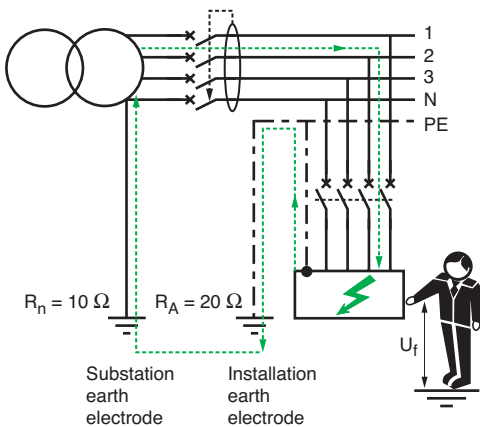 1
2
3
N
PE
Rn = 10 Ω
RA = 20 Ω
Uf
Substation
earth
electrode
Installation
earth
electrode